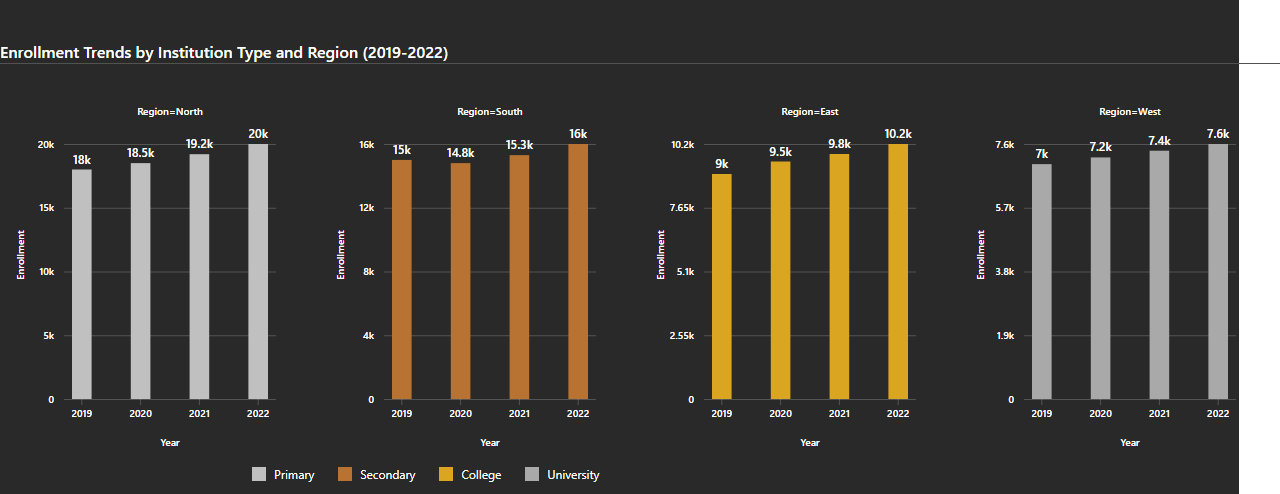 Enrollment Trends by Institution Type and Region (2019-2022)
Region=North
20k
15k
10k
5k
0
Enrollment
18k
18.5k
19.2k
20k
2019
2020
2021
2022
Year
Region=South
16k
12k
8k
4k
0
Enrollment
15k
14.8k
15.3k
16k
2019
2020
2021
2022
Year
Region=East
10.2k
7.65k
5.1k
2.55k
0
Enrollment
9k
9.5k
9.8k
10.2k
2019
2020
2021
2022
Year
Region=West
7.6k
5.7k
3.8k
1.9k
0
Enrollment
7k
7.2k
7.4k
7.6k
2019
2020
2021
2022
Year
Primary
Secondary
College
University